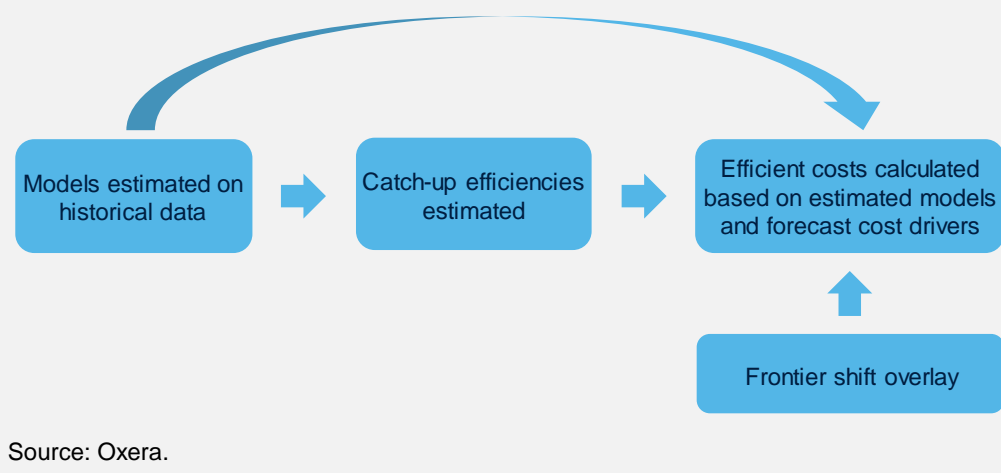 Models estimated on
historical data
Catch-up efficiencies
estimated
Efficient costs calculated
based on estimated models
and forecast cost drivers
Frontier shift overlay
Source: Oxera.